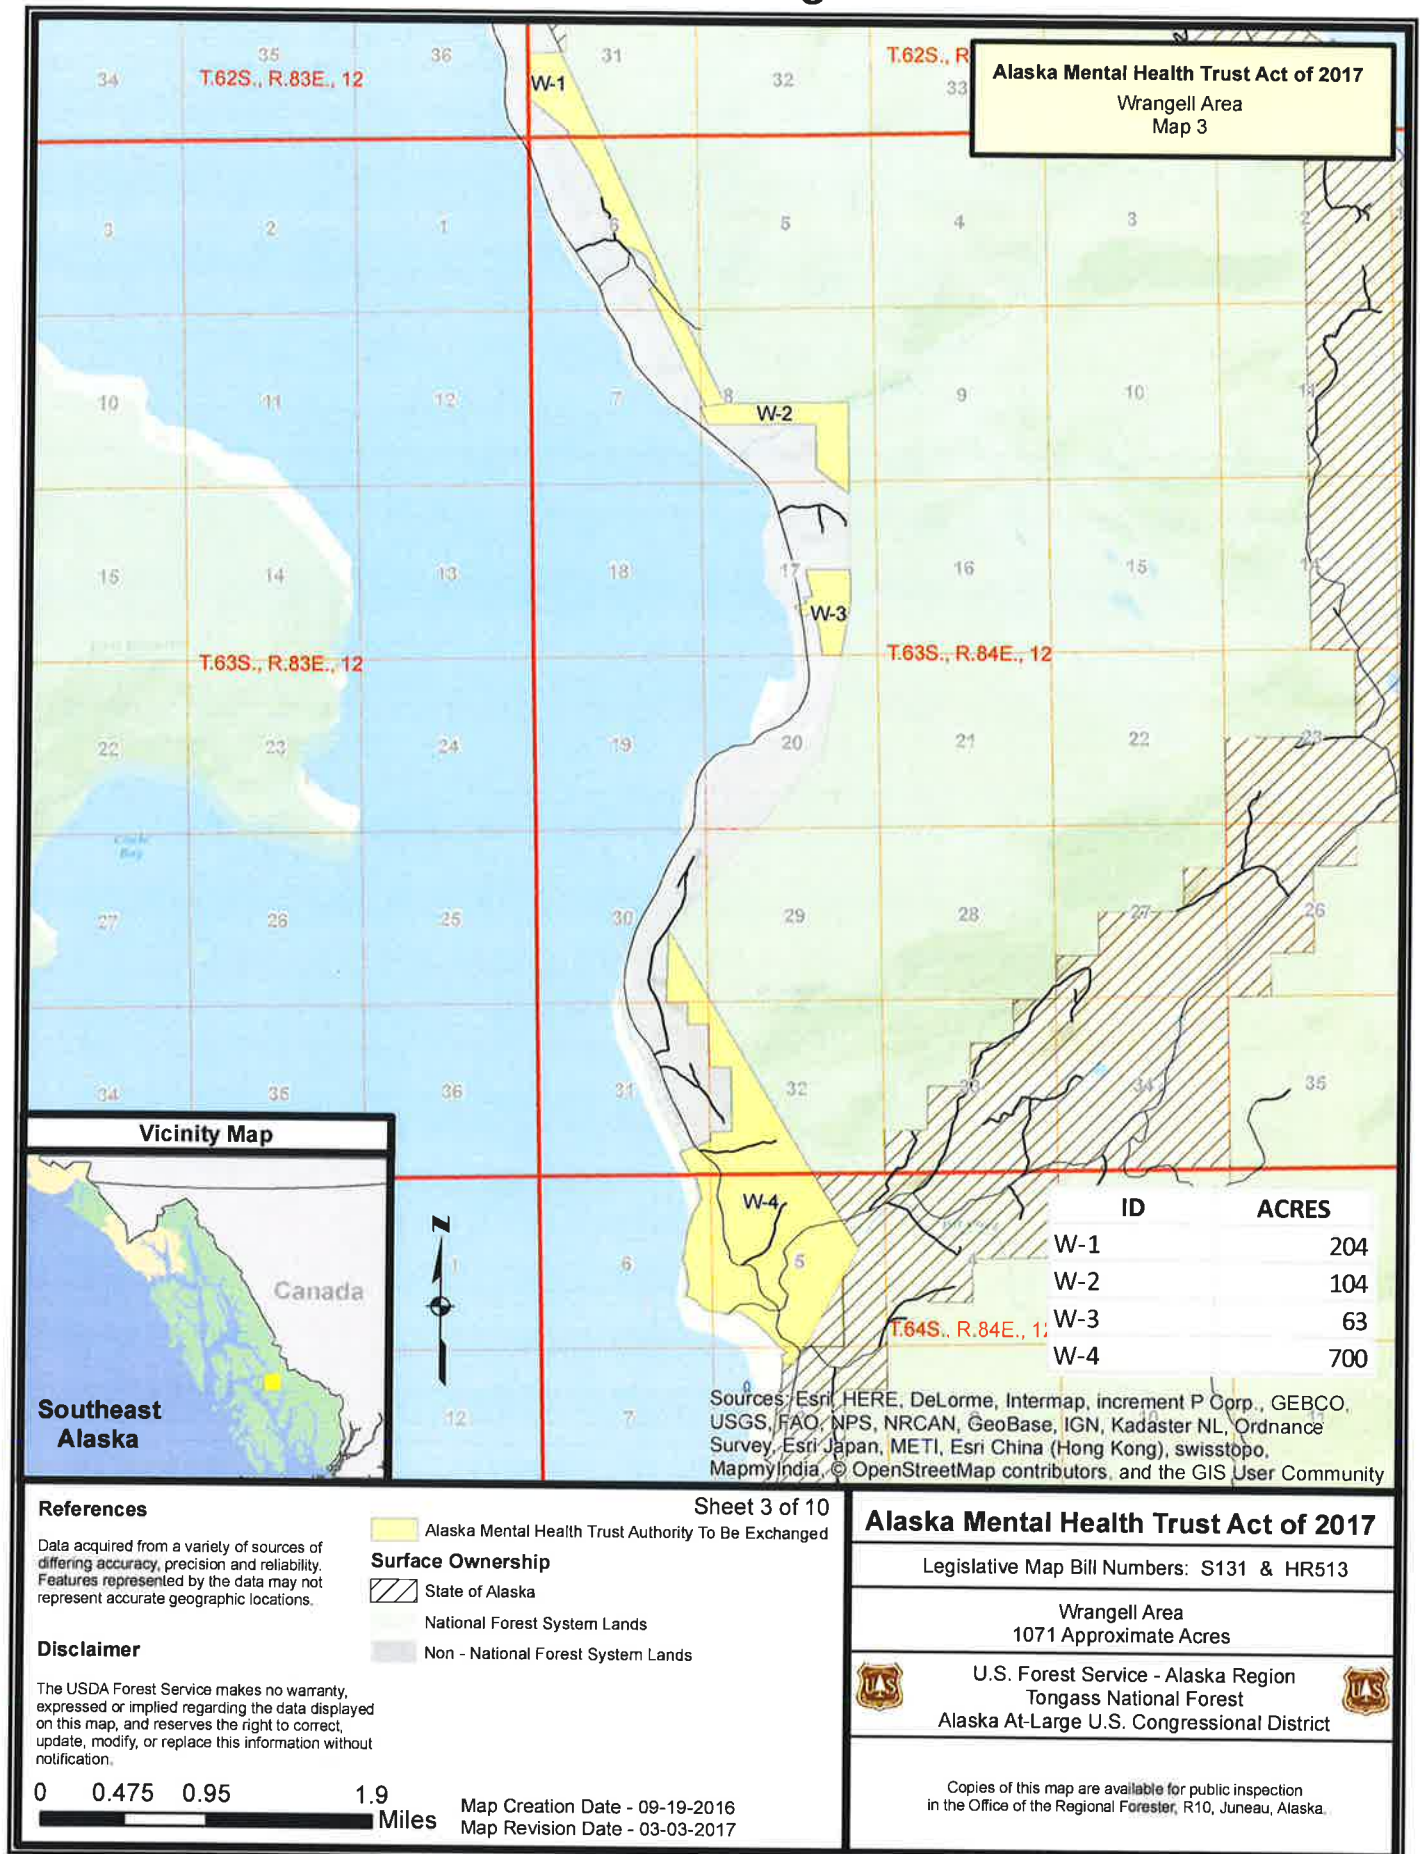 Alaska Mental Health Trust Act of 2017
Wrangell Area
Map 3
34
35
36
31
32
33
T.62S., R.83E., 12
T.62S., R
W-1
3
2
1
6
5
4
3
2
10
11
12
7
8
9
10
11
W-2
15
14
13
18
17
16
15
14
W-3
T.63S., R.83E., 12
T.63S., R.84E., 12
22
23
24
19
20
21
22
23
Bay
27
26
25
30
29
28
27
26
34
35
36
31
32
33
34
35
W-4
1
6
5
4
T.64S., R.84E., 12
12
7
Vicinity Map
Canada
Southeast
Alaska
N
ID ACRES
W-1 204
W-2 104
W-3 63
W-4 700
Sources: Esri, HERE, DeLorme, Intermap, increment P Corp., GEBCO,
USGS, FAO, NPS, NRCAN, GeoBase, IGN, Kadaster NL, Ordnance
Survey, Esri Japan, METI, Esri China (Hong Kong), swisstopo,
MapmyIndia, © OpenStreetMap contributors, and the GIS User Community
References
Data acquired from a variety of sources of
differing accuracy, precision and reliability.
Features represented by the data may not
represent accurate geographic locations.
Disclaimer
The USDA Forest Service makes no warranty,
expressed or implied regarding the data displayed
on this map, and reserves the right to correct,
update, modify, or replace this information without
notification.
0 0.475 0.95 1.9
Miles
Sheet 3 of 10
Alaska Mental Health Trust Authority To Be Exchanged
Surface Ownership
State of Alaska
National Forest System Lands
Non - National Forest System Lands
Map Creation Date - 09-19-2016
Map Revision Date - 03-03-2017
Alaska Mental Health Trust Act of 2017
Legislative Map Bill Numbers: S131 & HR513
Wrangell Area
1071 Approximate Acres
U.S. Forest Service - Alaska Region
Tongass National Forest
Alaska At-Large U.S. Congressional District
UAS
UAS
Copies of this map are available for public inspection
in the Office of the Regional Forester, R10, Juneau, Alaska.